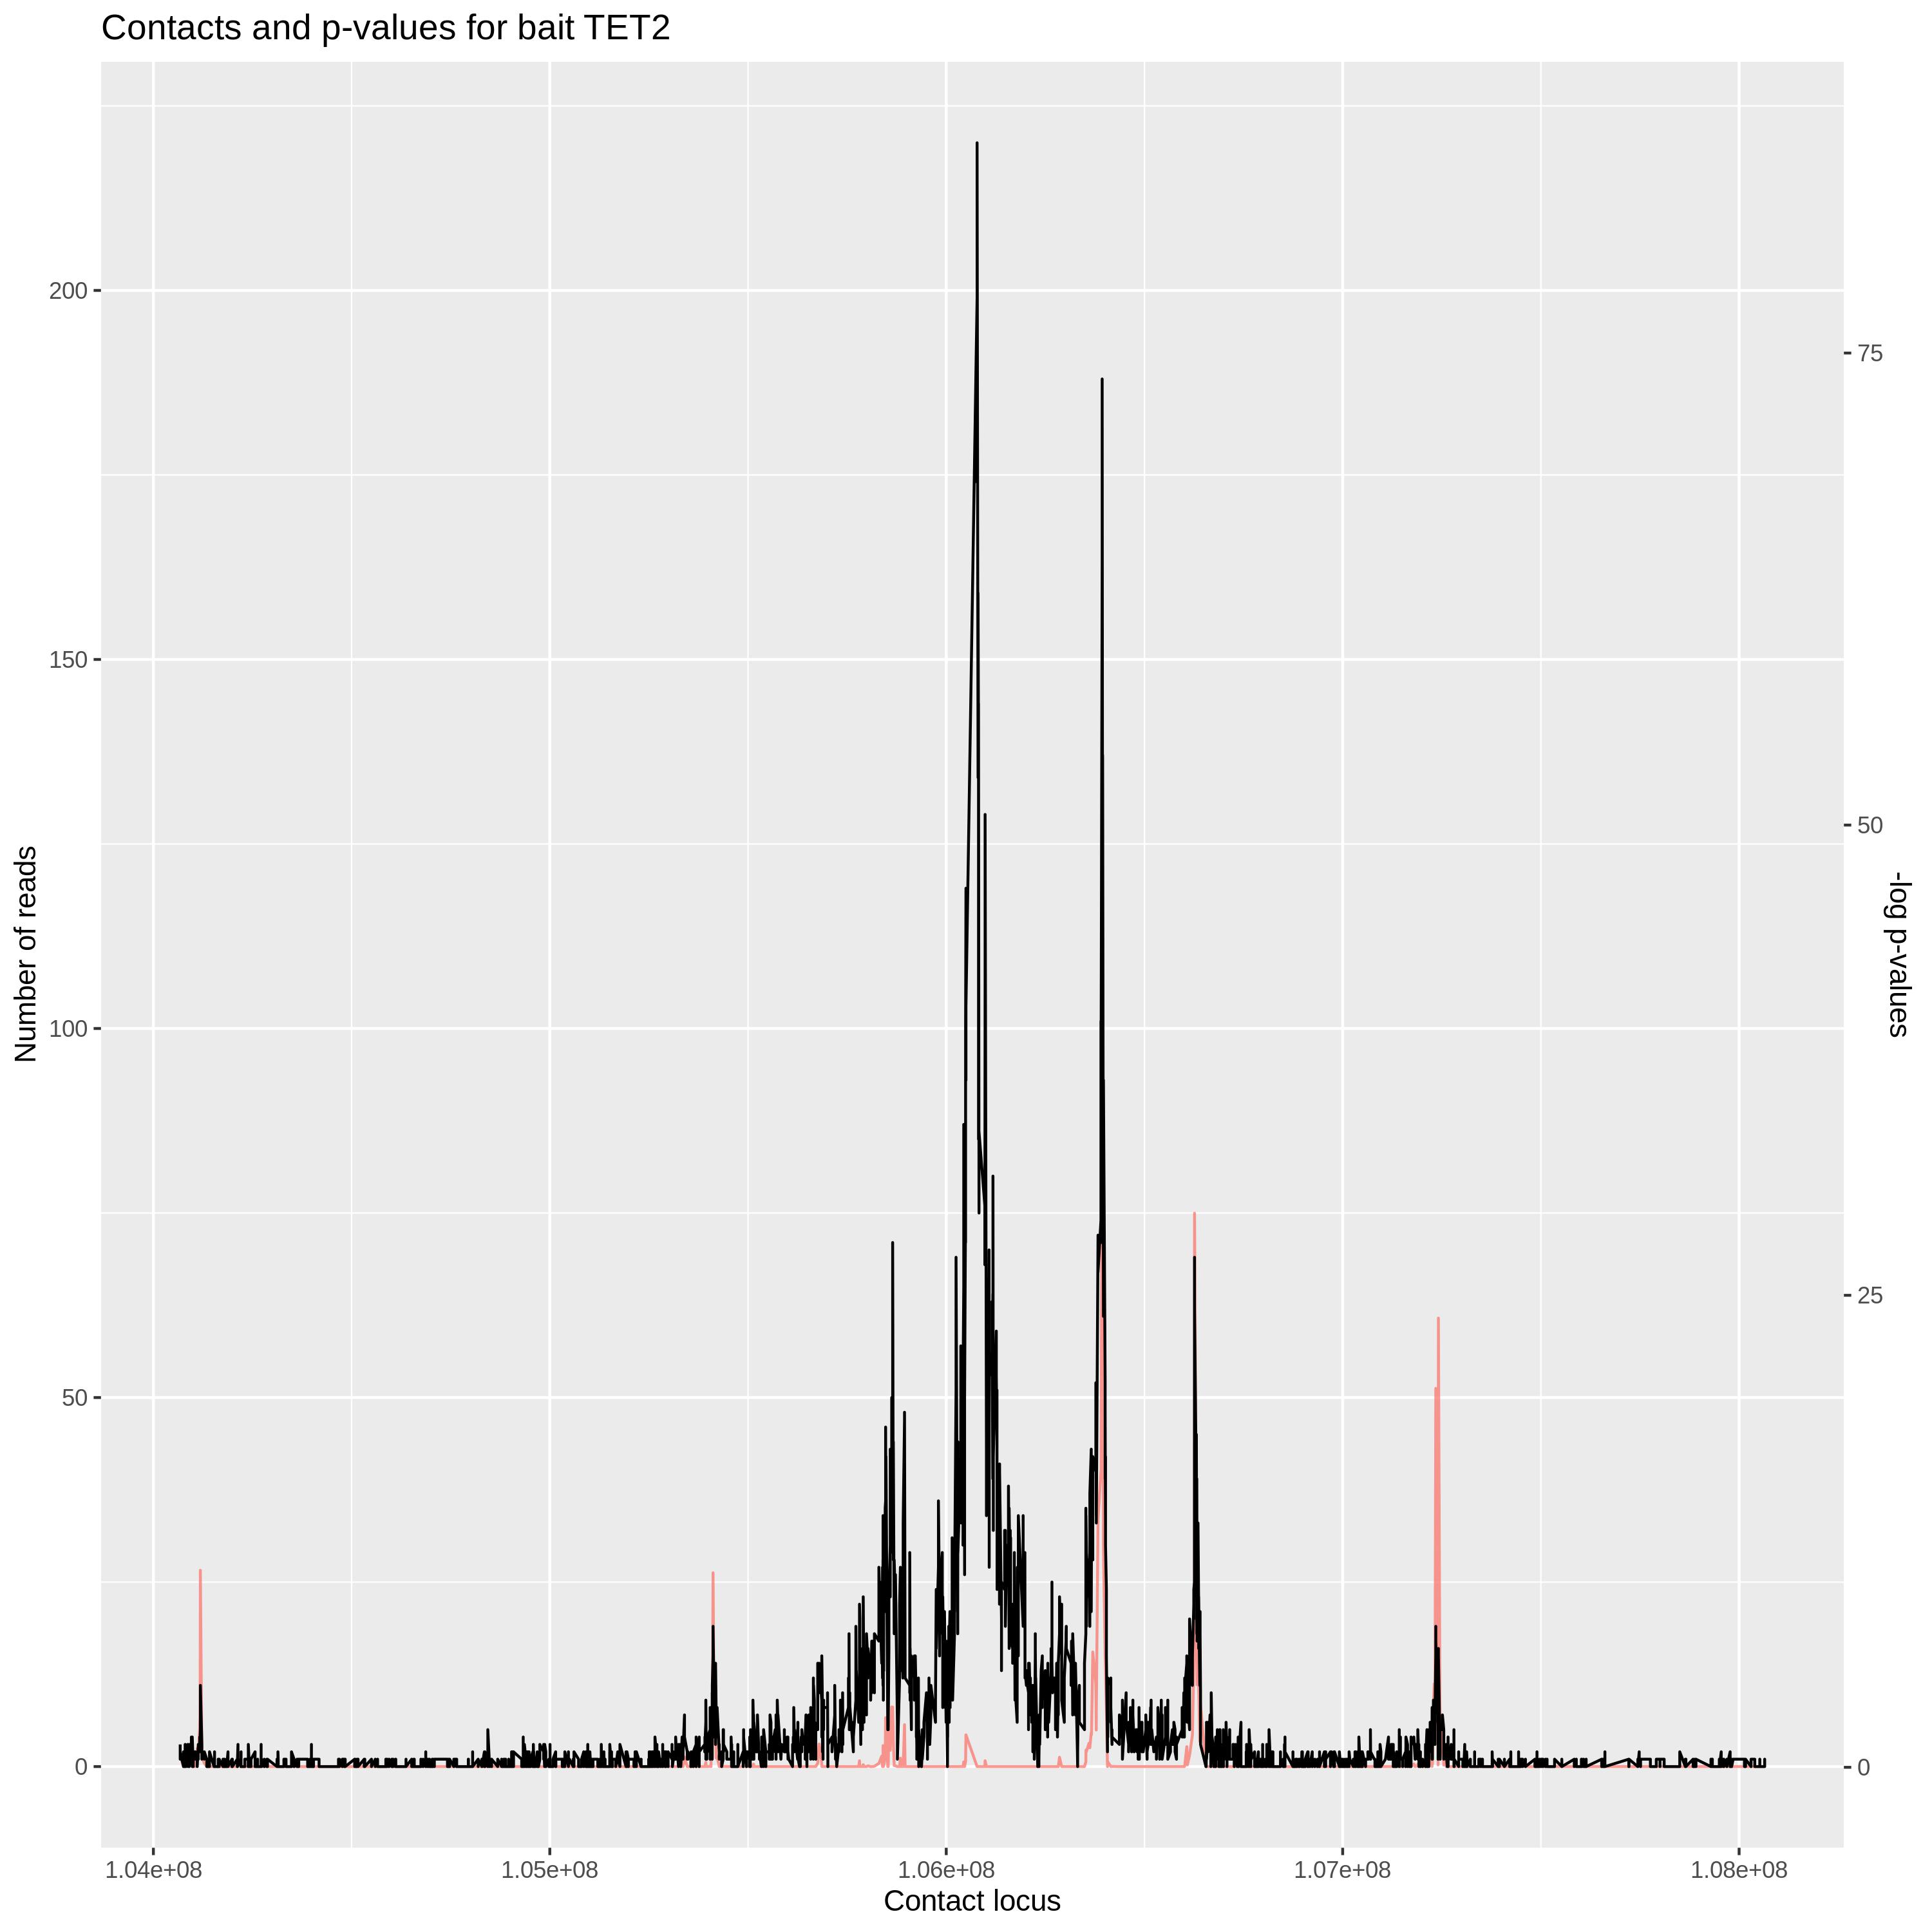 Contacts and p-values for bait TET2
200
150
100
50
0
Number of reads
75
50
25
0
-log p-values
1.04e+08
1.05e+08
1.06e+08
1.07e+08
1.08e+08
Contact locus